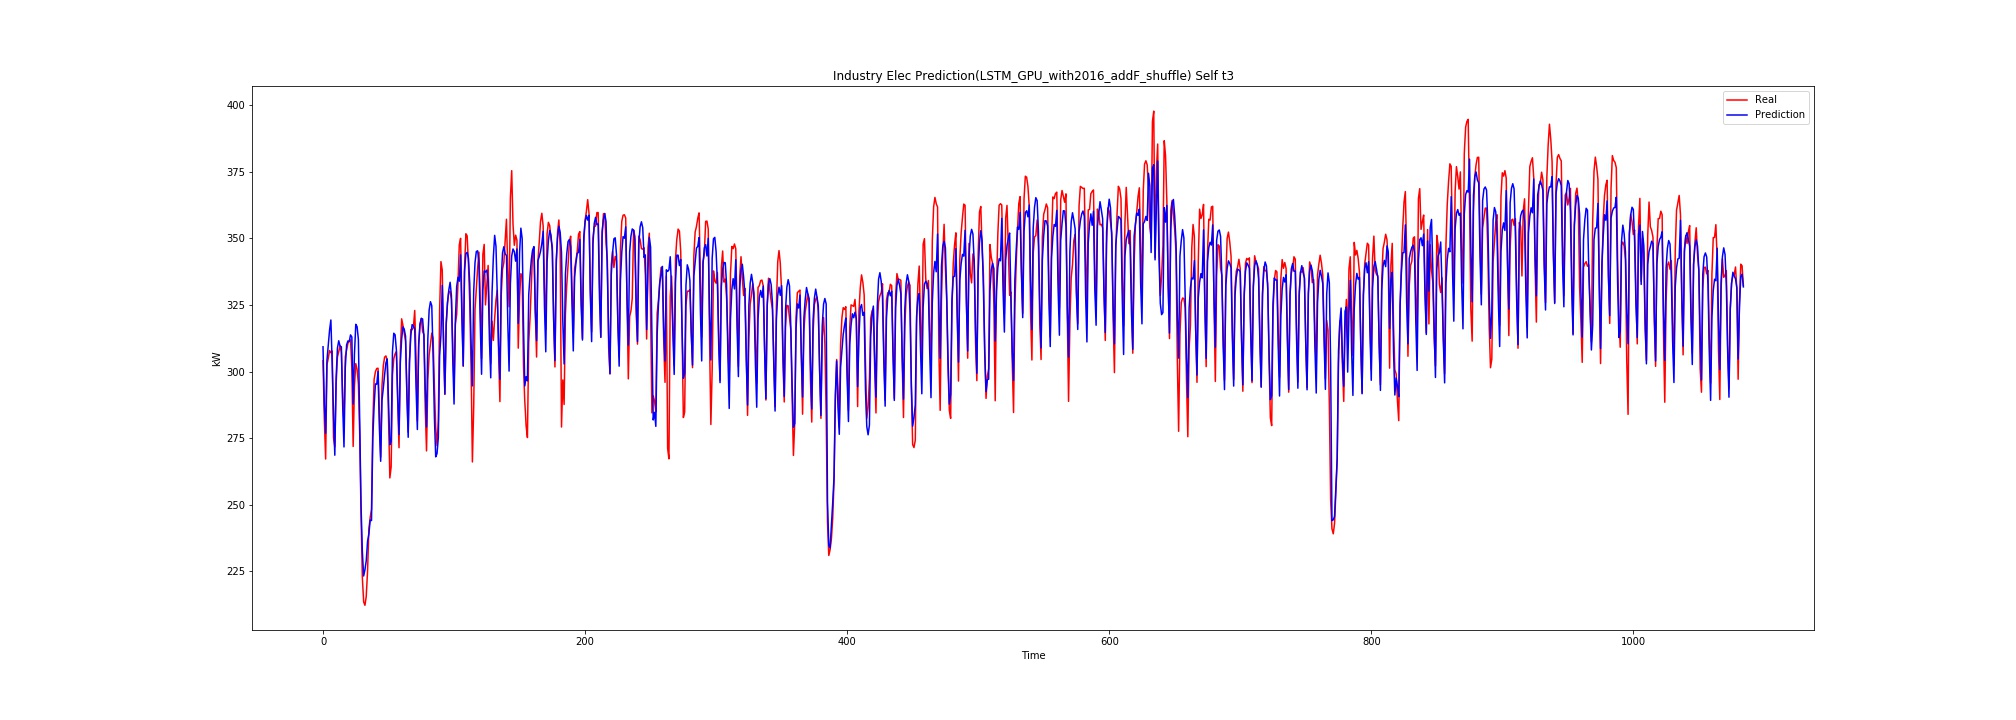 Industry Elec Prediction(LSTM_GPU_with2016_addF_shuffle) Self t3
Real
Prediction
400
375
350
325
300
275
250
225
kW
0 200 400 600 800 1000
Time